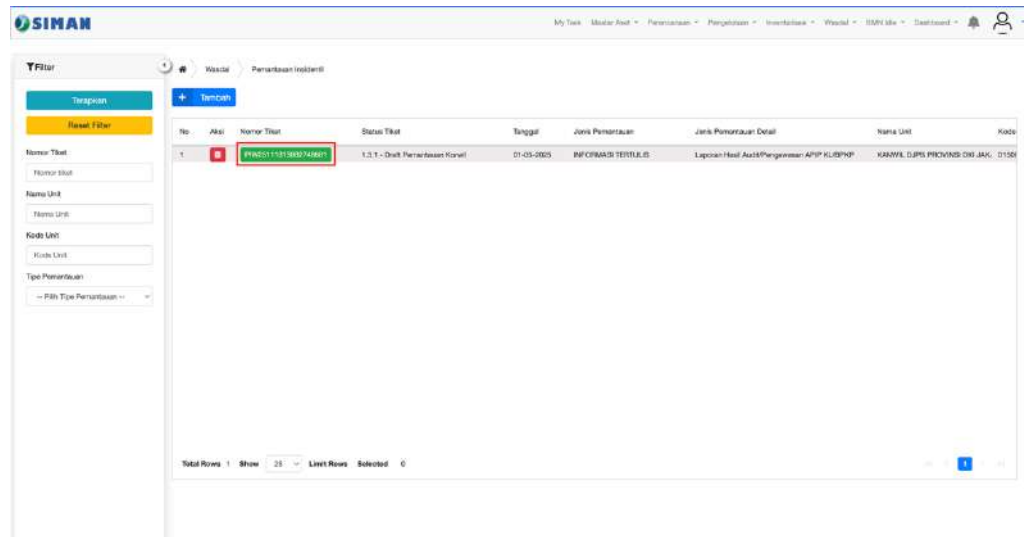 SIMAN
My Task Master Aset Perencanaan Pengelolaan Inventarisasi Wasdal BMN Idle Dashboard
Filter
Wasdal Pemantauan Insidentil
Terapkan
+ Tambah
Reset Filter
No Aksi Nomor Tiket Status Tiket Tanggal Jenis Pemantauan Jenis Pemantauan Detail Nama Unit Kode
1 1.3.1 - Draft Pemantauan Korwil 01-05-2025 INFORMASI TERTULIS Laporan Hasil Audit/Pengawasan APIP K/L/BPKP KANWIL DJPB PROVINSI DKI JAK.
Nomor Tiket
Nomor tiket
Nama Unit
Nama Unit
Kode Unit
Kode Unit
Tipe Pemantauan
-- Pilih Tipe Pemantauan --
Total Rows 1 Show 25 Limit Rows Selected 0
1